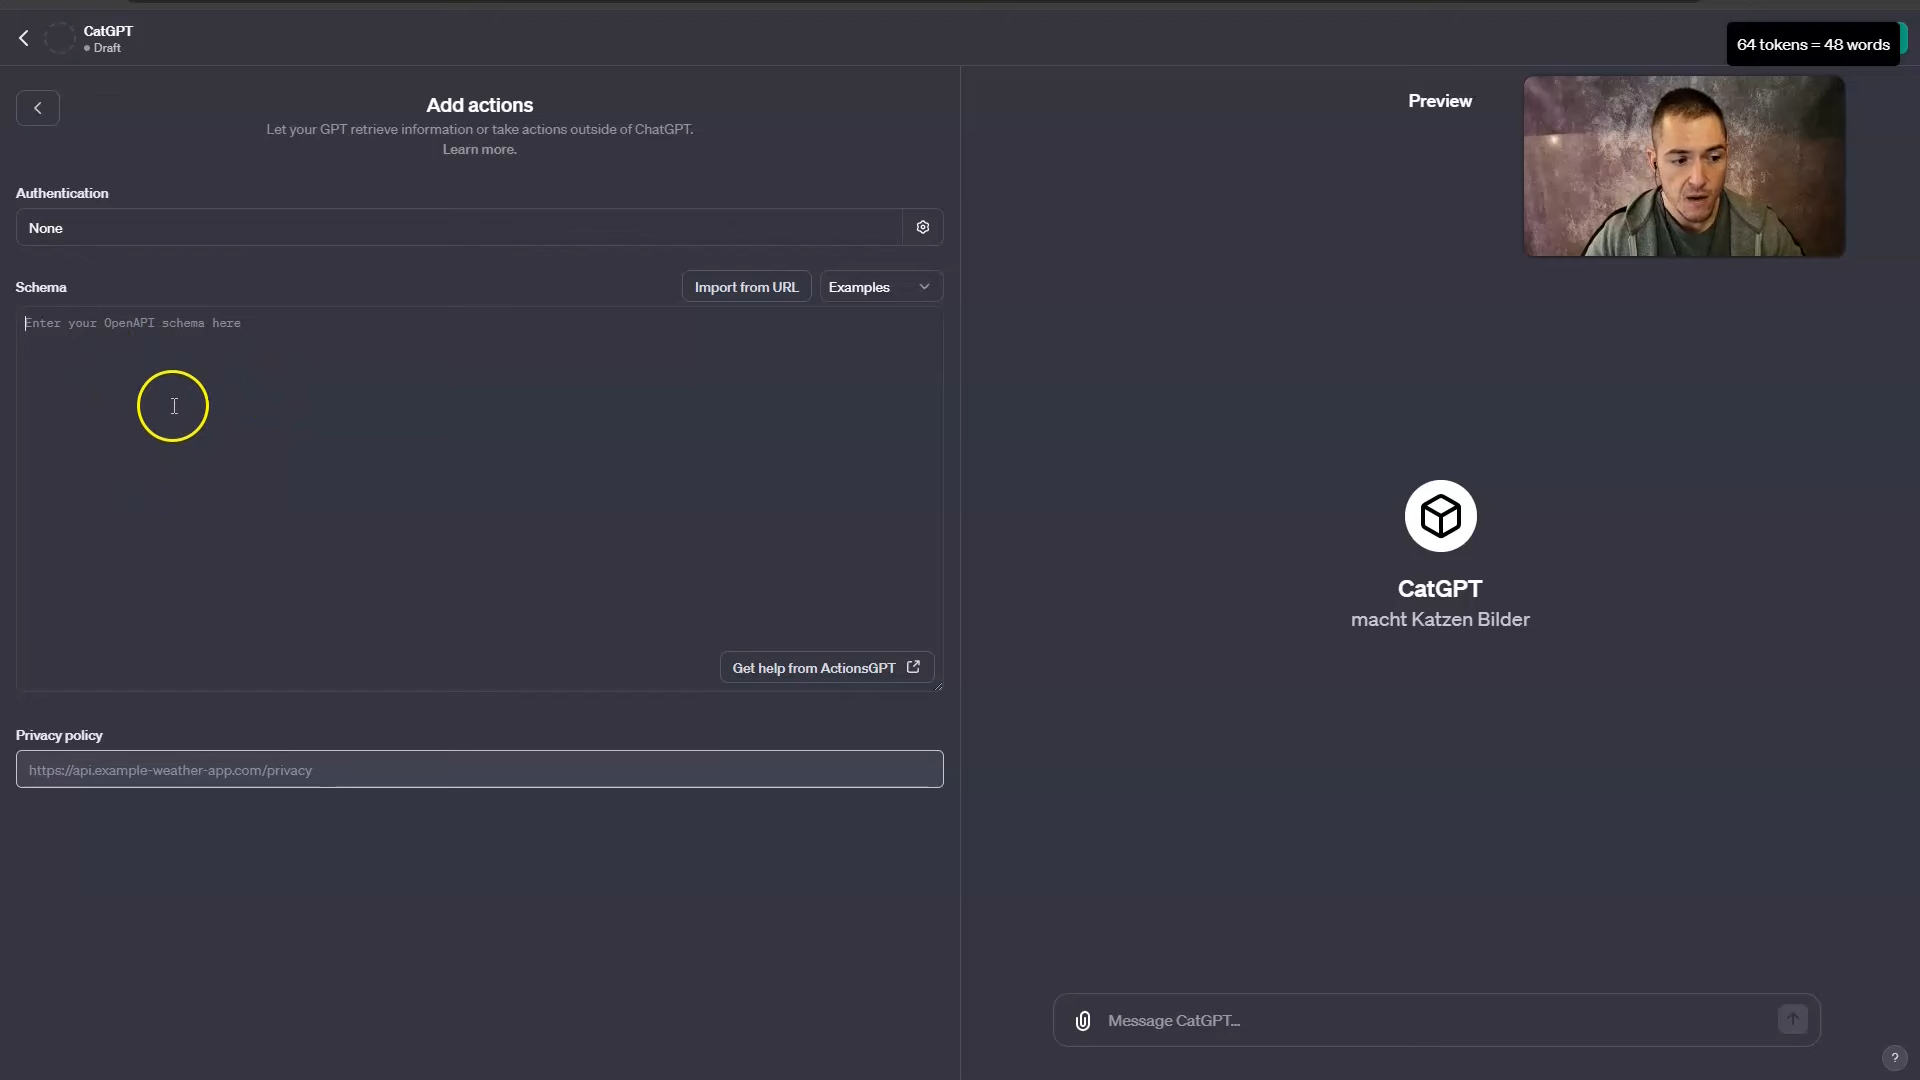 CatGPT
Draft
64 tokens = 48 words
Add actions
Let your GPT retrieve information or take actions outside of ChatGPT.
Learn more.
Authentication
None
Schema
Import from URL
Examples
Enter your OpenAPI schema here
Get help from ActionsGPT
Privacy policy
https://api.example-weather-app.com/privacy
Preview
CatGPT
macht Katzen Bilder
Message CatGPT...
?